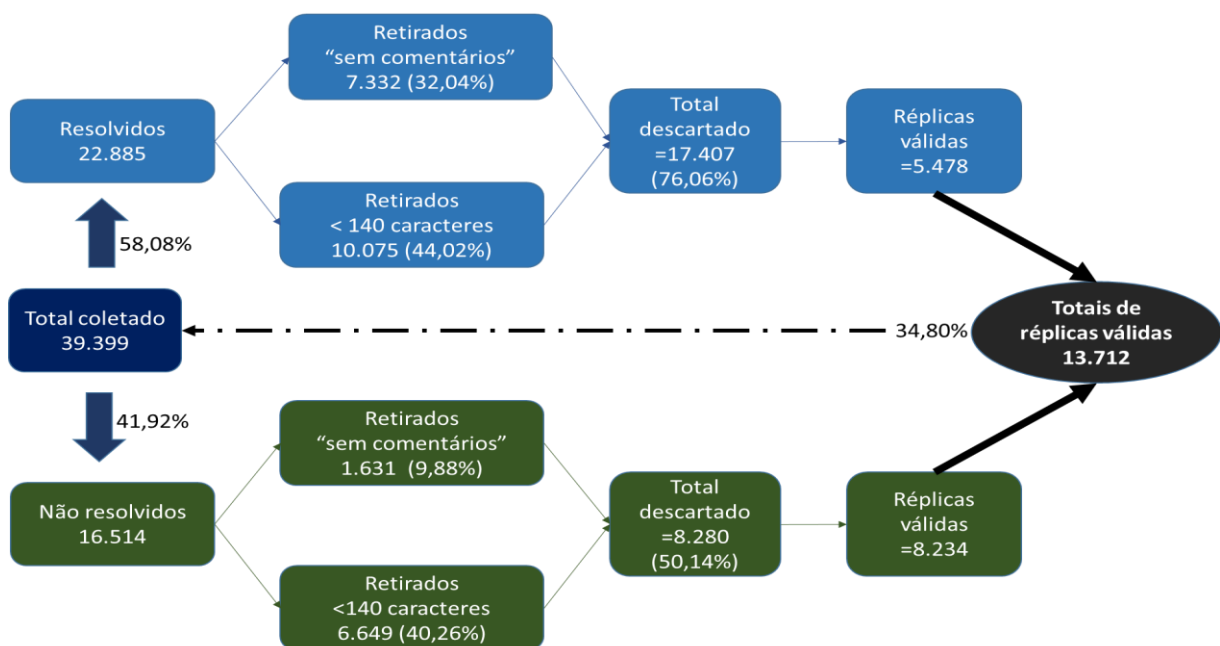 Retirados
“sem comentários”
7.332 (32,04%)
Resolvidos
22.885
Total
descartado
=17.407
(76,06%)
Réplicas
válidas
=5.478
Retirados
< 140 caracteres
10.075 (44,02%)
58,08%
Total coletado
39.399
34,80%
Totais de
réplicas válidas
13.712
41,92%
Retirados
“sem comentários”
1.631 (9,88%)
Não resolvidos
16.514
Total
descartado
=8.280
(50,14%)
Réplicas
válidas
=8.234
Retirados
<140 caracteres
6.649 (40,26%)